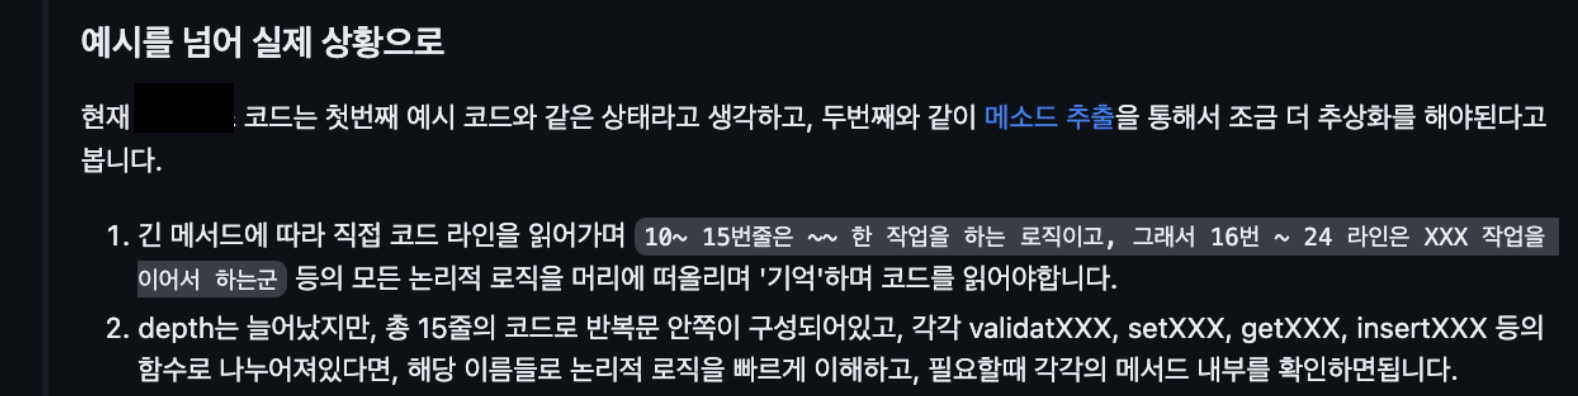 예시를 넘어 실제 상황으로
현재 코드는 첫번째 예시 코드와 같은 상태라고 생각하고, 두번째와 같이 메소드 추출을 통해서 조금 더 추상화를 해야된다고
봅니다.
1. 긴 메서드에 따라 직접 코드 라인을 읽어가며 10~ 15번줄은 ~~ 한 작업을 하는 로직이고, 그래서 16번 ~ 24 라인은 XXX 작업을
이어서 하는군 등의 모든 논리적 로직을 머리에 떠올리며 '기억'하며 코드를 읽어야합니다.
2. depth는 늘어났지만, 총 15줄의 코드로 반복문 안쪽이 구성되어있고, 각각 validatXXX, setXXX, getXXX, insertXXX 등의
함수로 나누어져있다면, 해당 이름들로 논리적 로직을 빠르게 이해하고, 필요할때 각각의 메서드 내부를 확인하면됩니다.